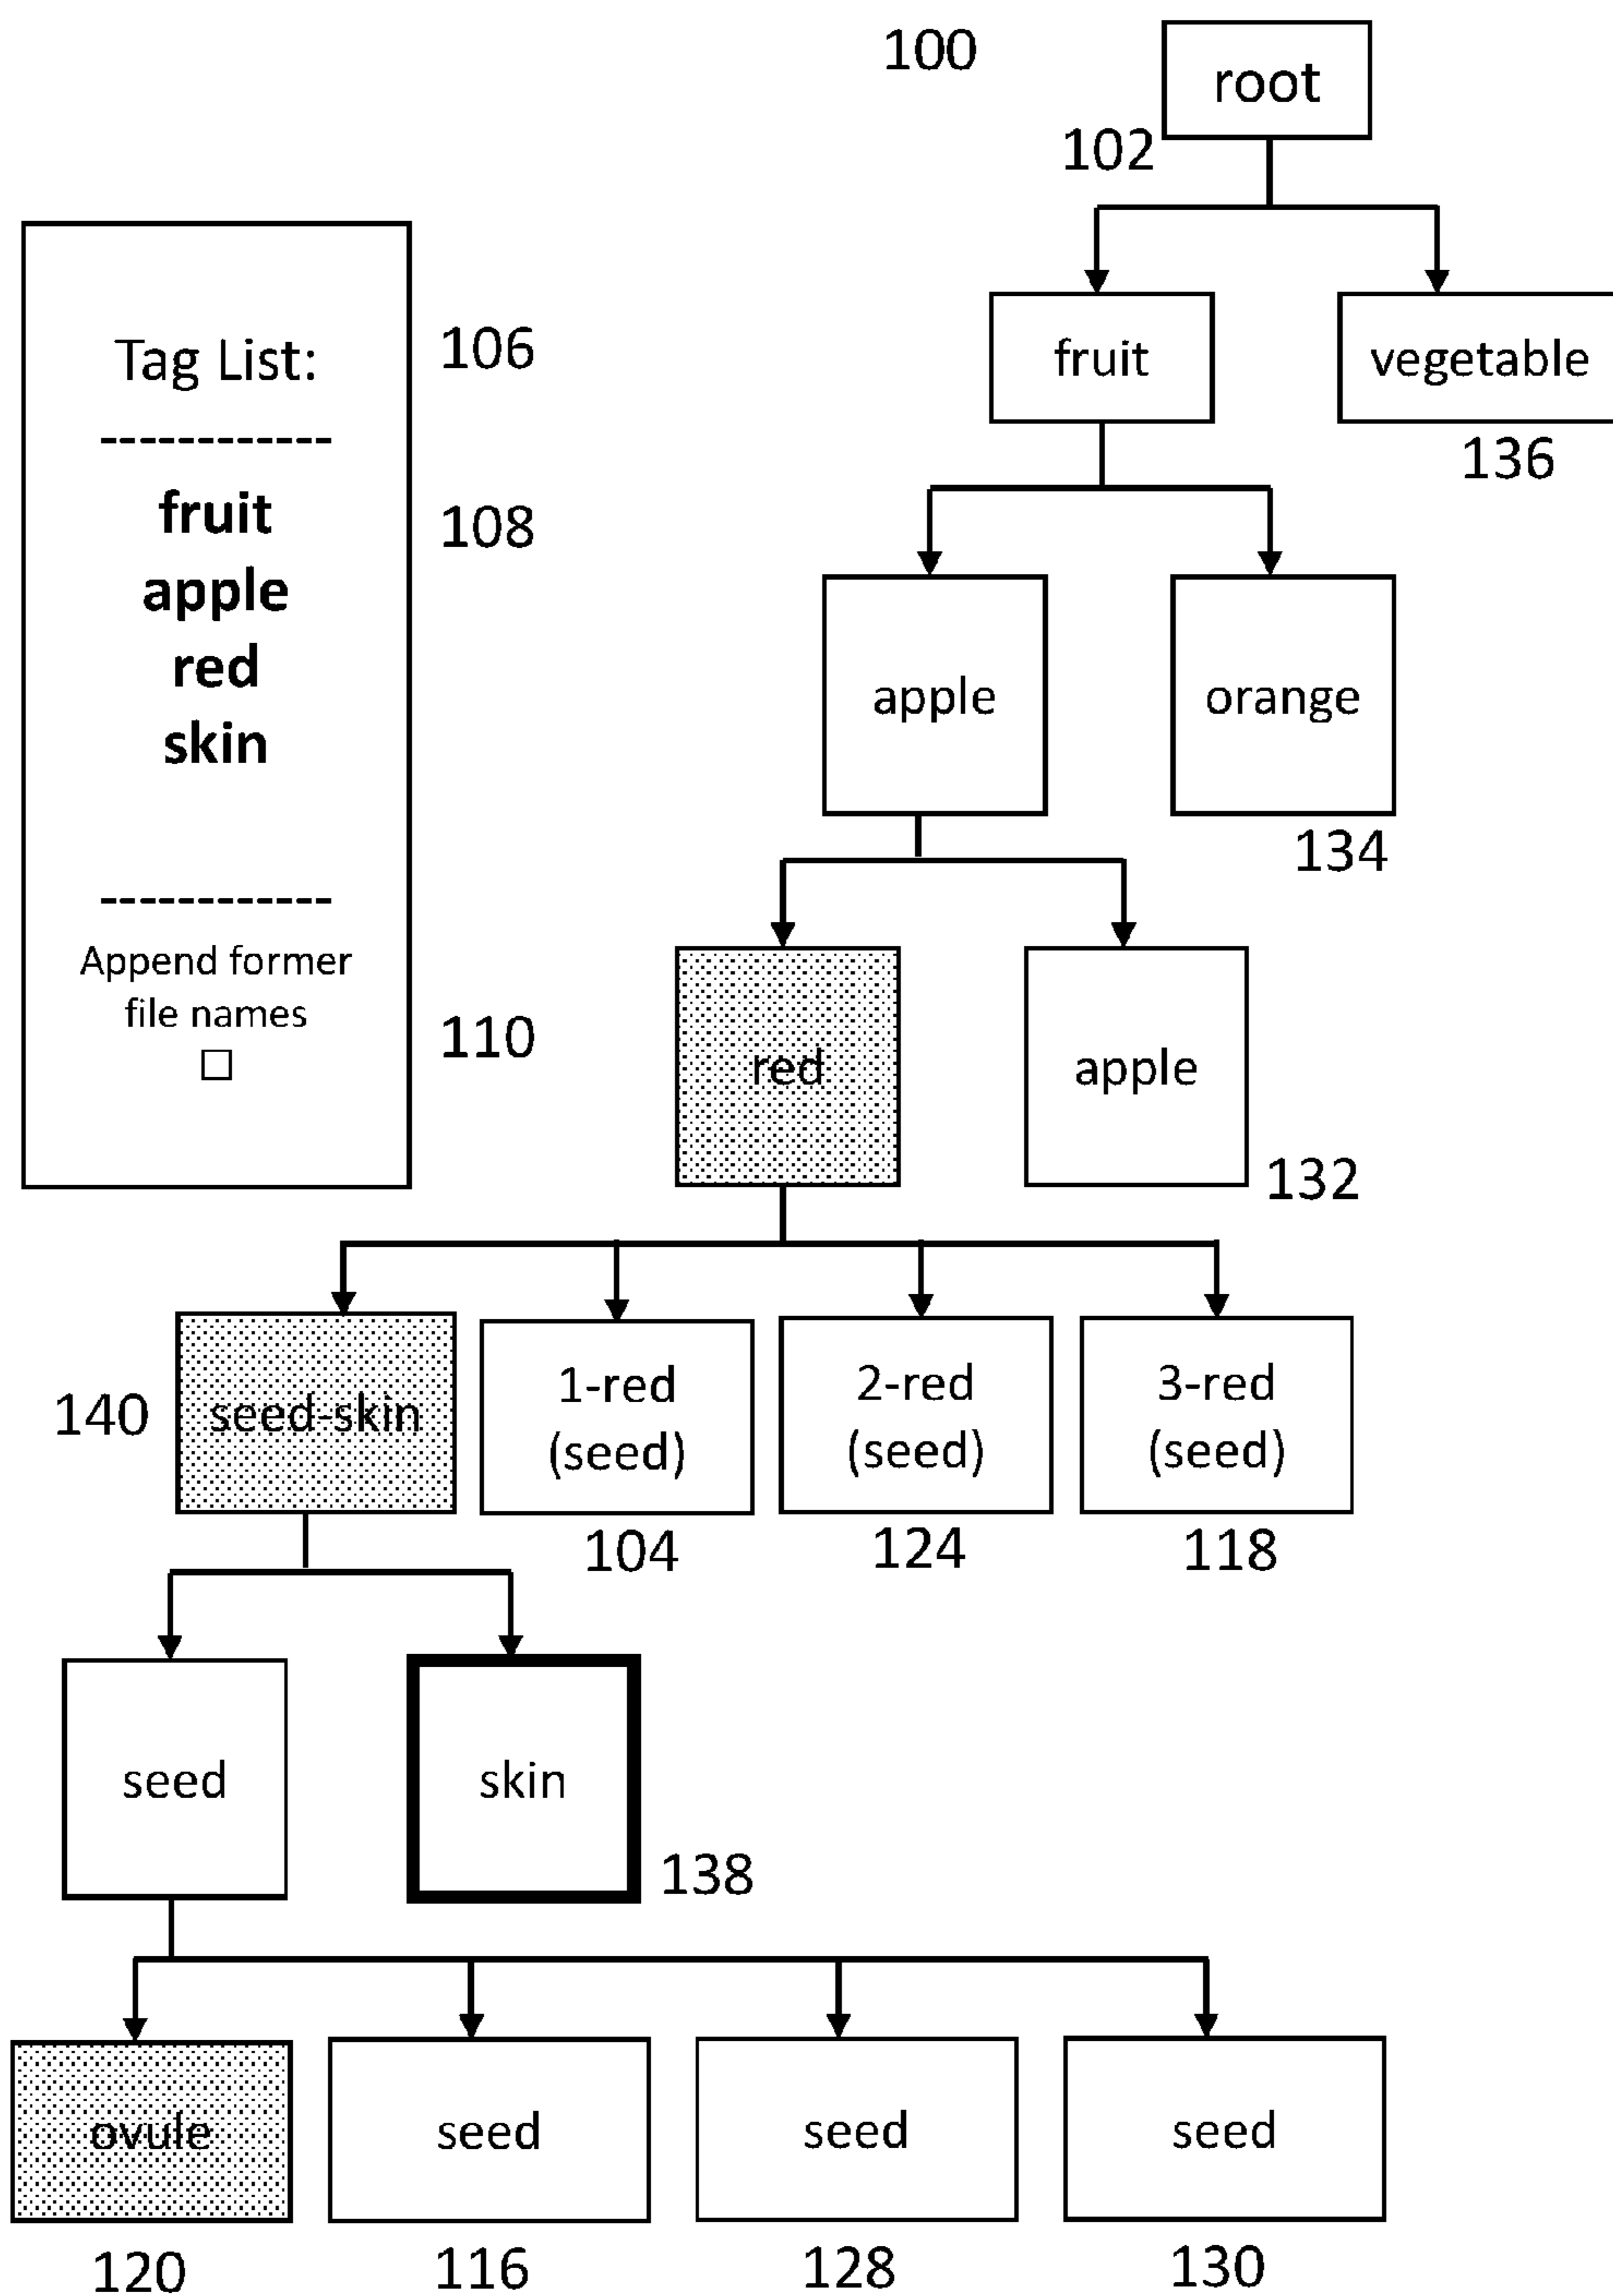 100
root
102
Tag List:
------------
fruit
apple
red
skin
------------
Append former
file names
106
108
110
fruit
vegetable
136
apple
orange
134
red
apple
132
140
seed-skin
1-red
(seed)
2-red
(seed)
3-red
(seed)
104
124
118
seed
skin
138
ovule
seed
seed
seed
120
116
128
130